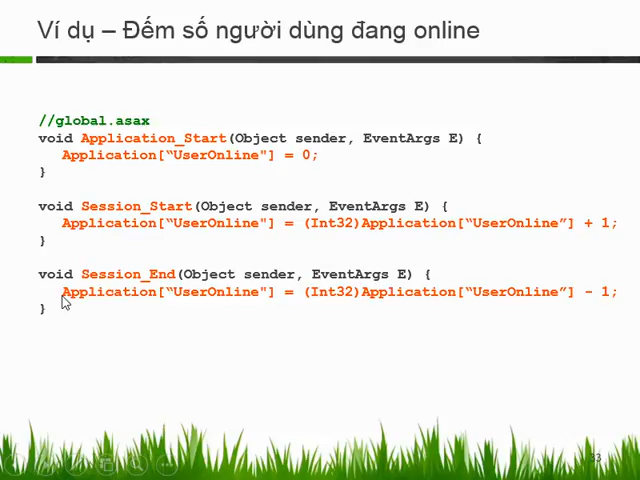 Ví dụ – Đếm số người dùng đang online
//global.asax
void Application_Start(Object sender, EventArgs E) {
Application[“UserOnline"] = 0;
}
void Session_Start(Object sender, EventArgs E) {
Application[“UserOnline"] = (Int32)Application[“UserOnline”] + 1;
}
void Session_End(Object sender, EventArgs E) {
Application[“UserOnline"] = (Int32)Application[“UserOnline”] - 1;
}
33